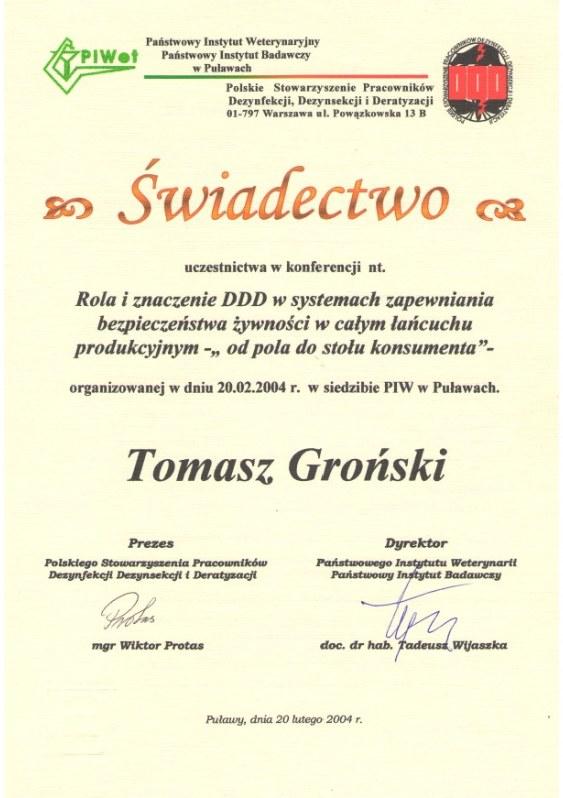 PIWet
Państwowy Instytut Weterynaryjny
Państwowy Instytut Badawczy
w Puławach
Polskie Stowarzyszenie Pracowników
Dezynfekcji, Dezynsekcji i Deratyzacji
01-797 Warszawa ul. Powązkowska 13 B
DDD
Świadectwo
uczestnictwa w konferencji nt.
Rola i znaczenie DDD w systemach zapewniania
bezpieczeństwa żywności w całym łańcuchu
produkcyjnym -„ od pola do stołu konsumenta”-
organizowanej w dniu 20.02.2004 r. w siedzibie PIW w Puławach.
Tomasz Groński
Prezes
Polskiego Stowarzyszenia Pracowników
Dezynfekcji Dezynsekcji i Deratyzacji
Protas
mgr Wiktor Protas
Dyrektor
Państwowego Instytutu Weterynarii
Państwowy Instytut Badawczy
doc. dr hab. Tadeusz Wijaszka
Puławy, dnia 20 lutego 2004 r.